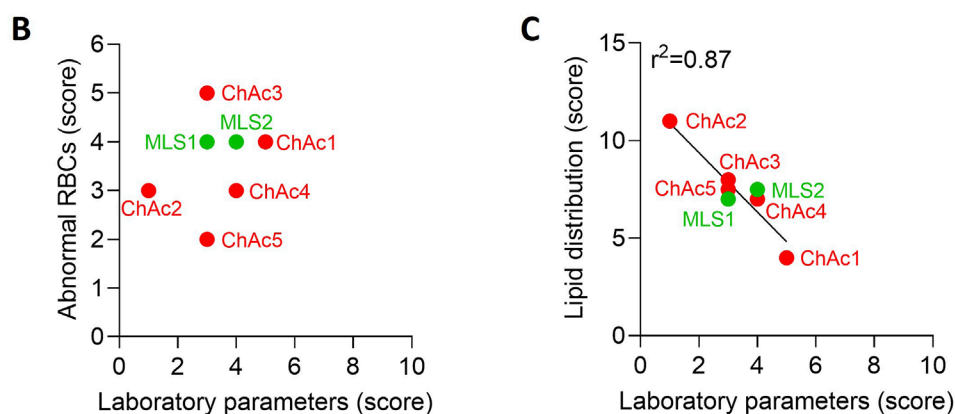 B
Abnormal RBCs (score)
6
5
4
3
2
1
0
ChAc3
MLS2
MLS1
ChAc1
ChAc4
ChAc2
ChAc5
0 2 4 6 8 10
Laboratory parameters (score)
C
Lipid distribution (score)
15
10
5
0
r²=0.87
ChAc2
ChAc3
ChAc5
MLS2
MLS1
ChAc4
ChAc1
0 2 4 6 8 10
Laboratory parameters (score)